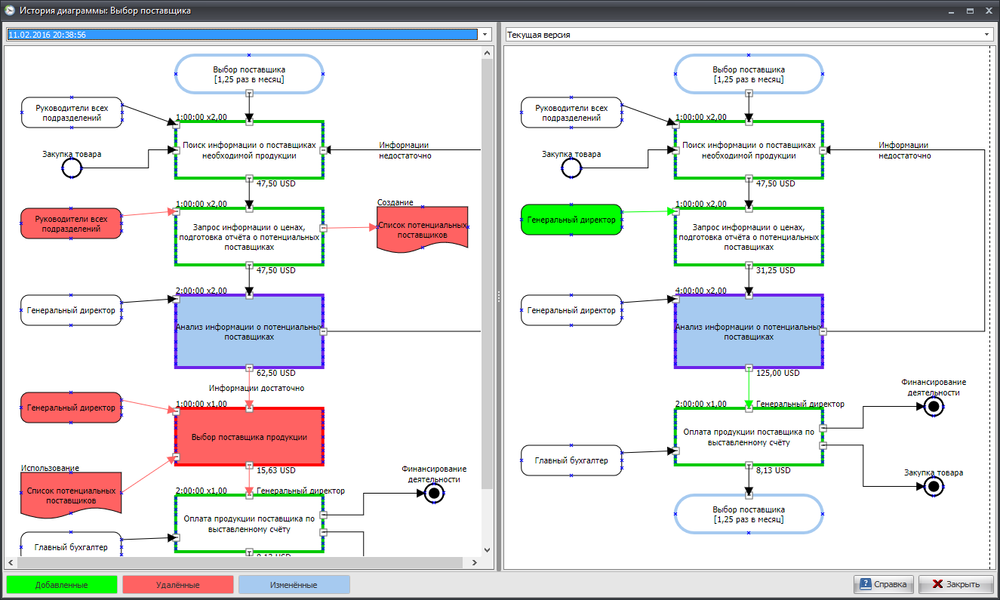 История диаграммы: Выбор поставщика
11.02.2016 20:38:56
Выбор поставщика
[1,25 раз в месяц]
Руководители всех
подразделений
1:00:00 x2,00
Поиск информации о поставщиках
необходимой продукции
Информации
недостаточно
Закупка товара
47,50 USD
Руководители всех
подразделений
1:00:00 x2,00
Запрос информации о ценах,
подготовка отчёта о потенциальных
поставщиках
Создание
Список потенциальных
поставщиков
47,50 USD
Генеральный директор
2:00:00 x2,00
Анализ информации о потенциальных
поставщиках
62,50 USD
Информации достаточно
Генеральный директор
1:00:00 x1,00
Выбор поставщика продукции
15,63 USD
Использование
Список потенциальных
поставщиков
Финансирование
деятельности
2:00:00 x1,00
Генеральный директор
Оплата продукции поставщика по
выставленному счёту
Главный бухгалтер
8,13 USD
Текущая версия
Выбор поставщика
[1,25 раз в месяц]
Руководители всех
подразделений
1:00:00 x2,00
Поиск информации о поставщиках
необходимой продукции
Информации
недостаточно
Закупка товара
47,50 USD
Генеральный директор
1:00:00 x2,00
Запрос информации о ценах,
подготовка отчёта о потенциальных
поставщиках
31,25 USD
Генеральный директор
4:00:00 x2,00
Анализ информации о потенциальных
поставщиках
125,00 USD
Финансирование
деятельности
2:00:00 x1,00
Генеральный директор
Оплата продукции поставщика по
выставленному счёту
Главный бухгалтер
8,13 USD
Закупка товара
Выбор поставщика
[1,25 раз в месяц]
Добавленные
Удалённые
Изменённые
Справка
Закрыть